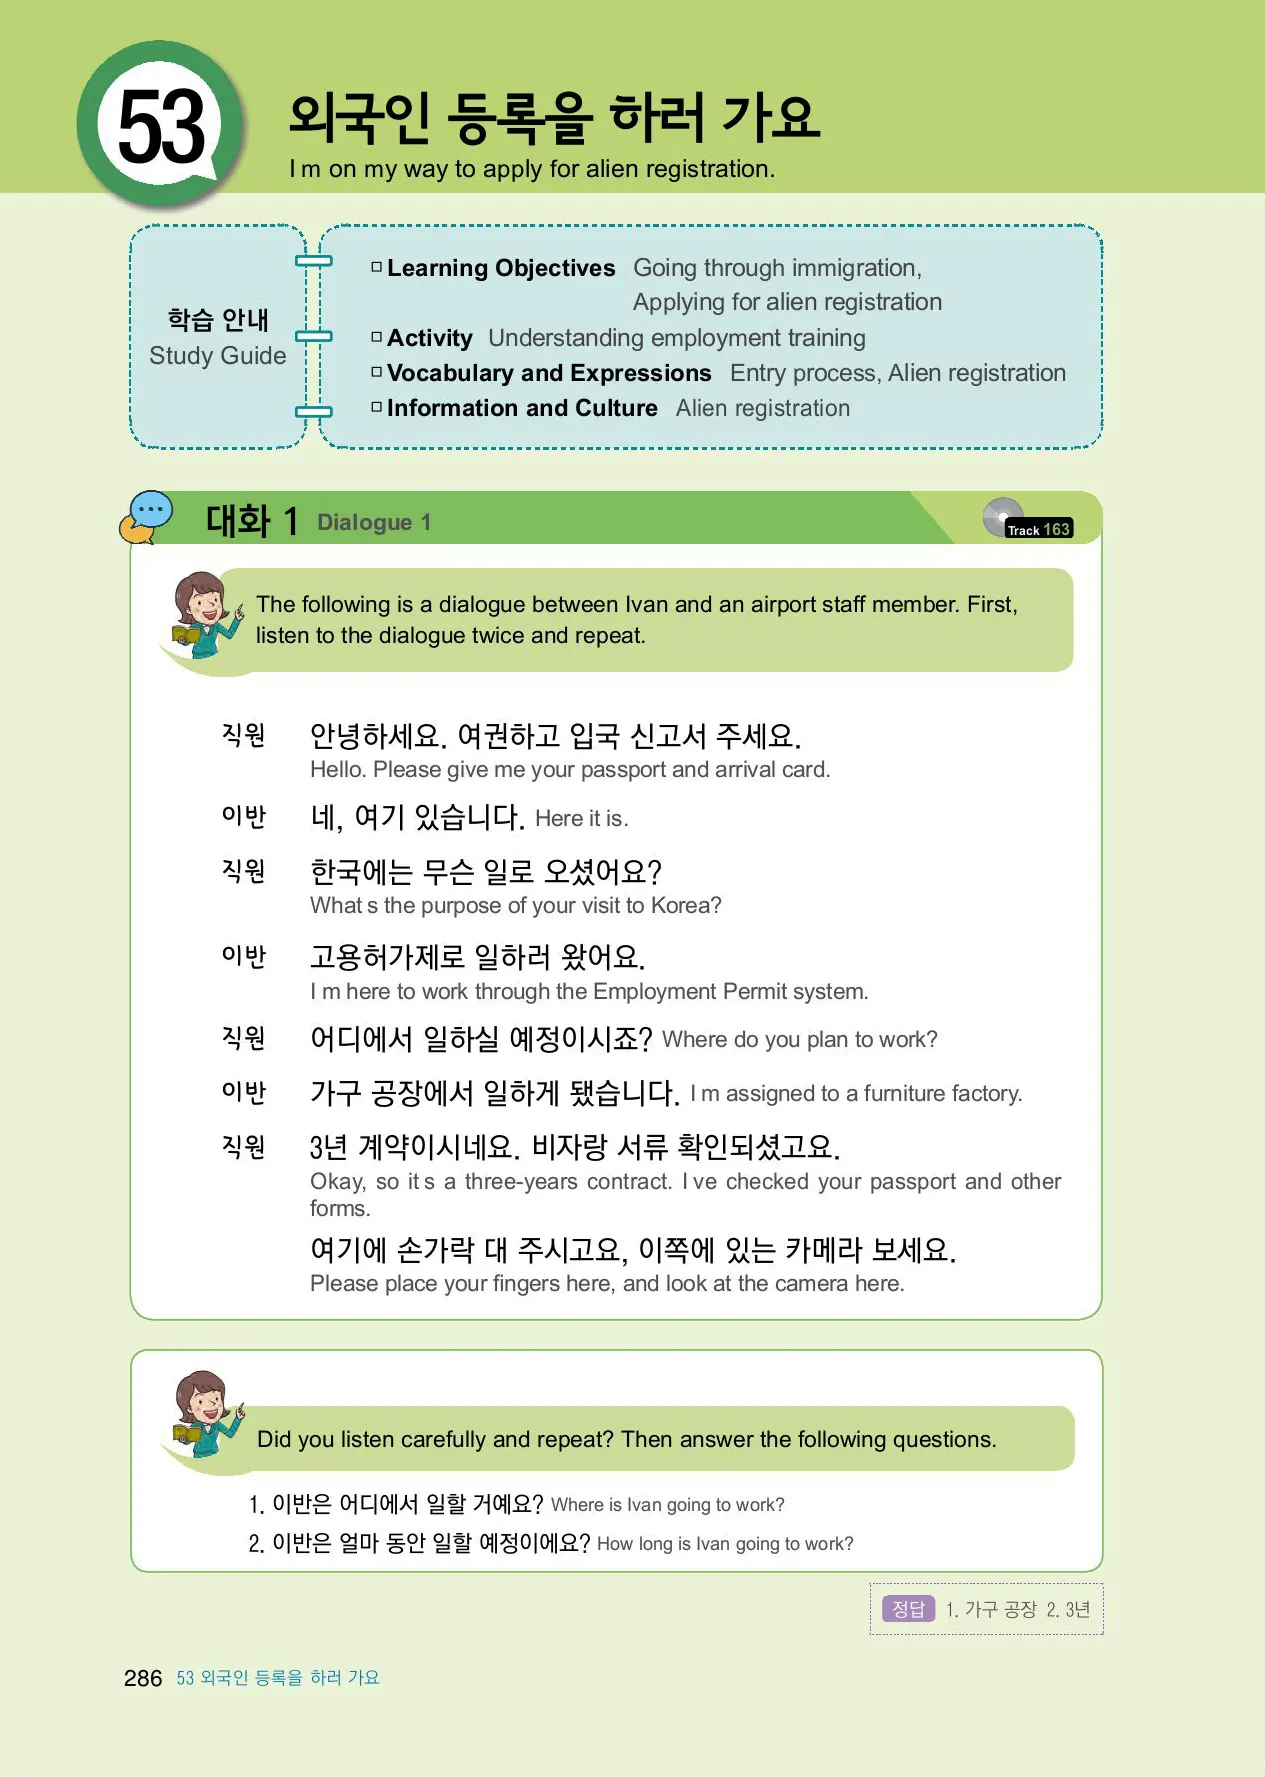 53
외국인 등록을 하러 가요
I m on my way to apply for alien registration.
학습 안내
Study Guide
□ Learning Objectives Going through immigration,
Applying for alien registration
□ Activity Understanding employment training
□ Vocabulary and Expressions Entry process, Alien registration
□ Information and Culture Alien registration
대화 1 Dialogue 1
Track 163
The following is a dialogue between Ivan and an airport staff member. First,
listen to the dialogue twice and repeat.
직원 안녕하세요. 여권하고 입국 신고서 주세요.
Hello. Please give me your passport and arrival card.
이반 네, 여기 있습니다. Here it is.
직원 한국에는 무슨 일로 오셨어요?
What s the purpose of your visit to Korea?
이반 고용허가제로 일하러 왔어요.
I m here to work through the Employment Permit system.
직원 어디에서 일하실 예정이시죠? Where do you plan to work?
이반 가구 공장에서 일하게 됐습니다. I m assigned to a furniture factory.
직원 3년 계약이시네요. 비자랑 서류 확인되셨고요.
Okay, so it s a three-years contract. I ve checked your passport and other
forms.
여기에 손가락 대 주시고요, 이쪽에 있는 카메라 보세요.
Please place your fingers here, and look at the camera here.
Did you listen carefully and repeat? Then answer the following questions.
1. 이반은 어디에서 일할 거예요? Where is Ivan going to work?
2. 이반은 얼마 동안 일할 예정이에요? How long is Ivan going to work?
정답 1. 가구 공장 2. 3년
286 53 외국인 등록을 하러 가요